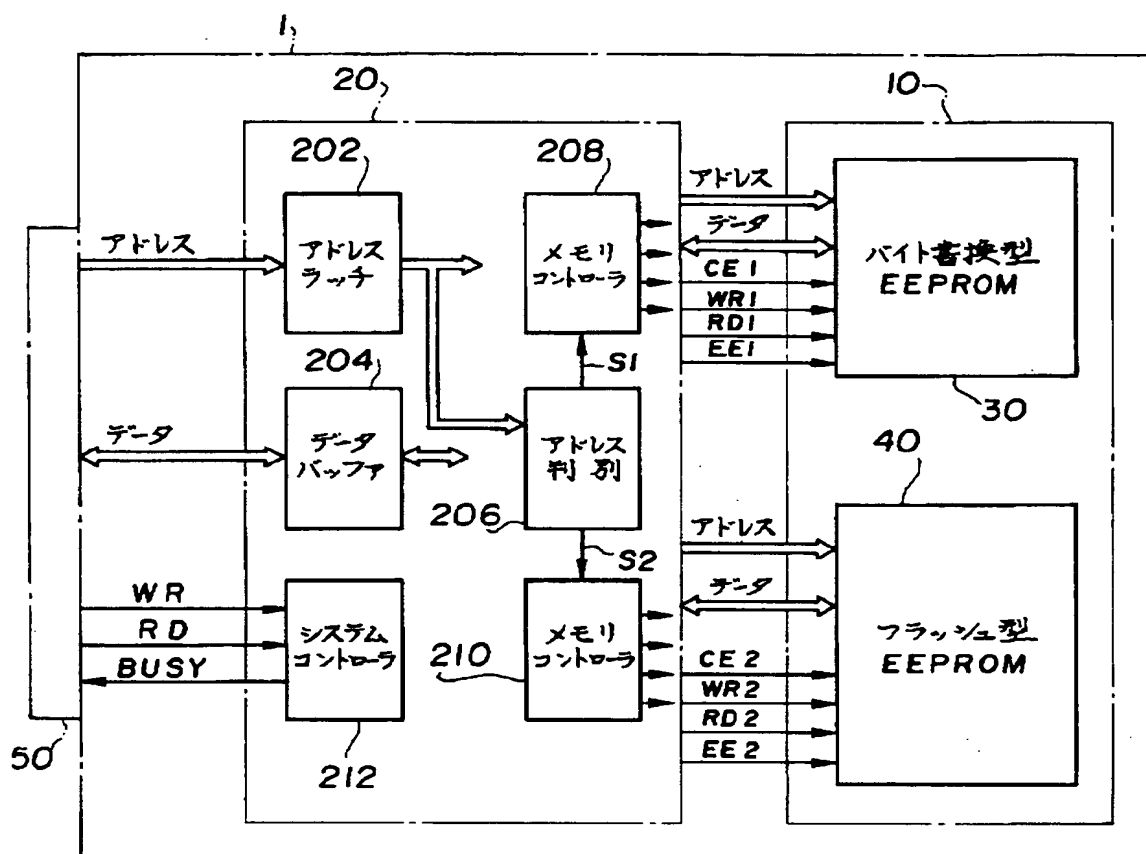 1
20
10
202
208
アドレス
アドレス
ラッチ
メモリ
コントローラ
アドレス
データ
CE1
WR1
RD1
EE1
バイト書換型
EEPROM
30
S1
204
データ
データ
バッファ
アドレス
判別
206
40
S2
アドレス
データ
WR
RD
BUSY
システム
コントローラ
210
メモリ
コントローラ
フラッシュ型
EEPROM
CE2
WR2
RD2
EE2
50
212